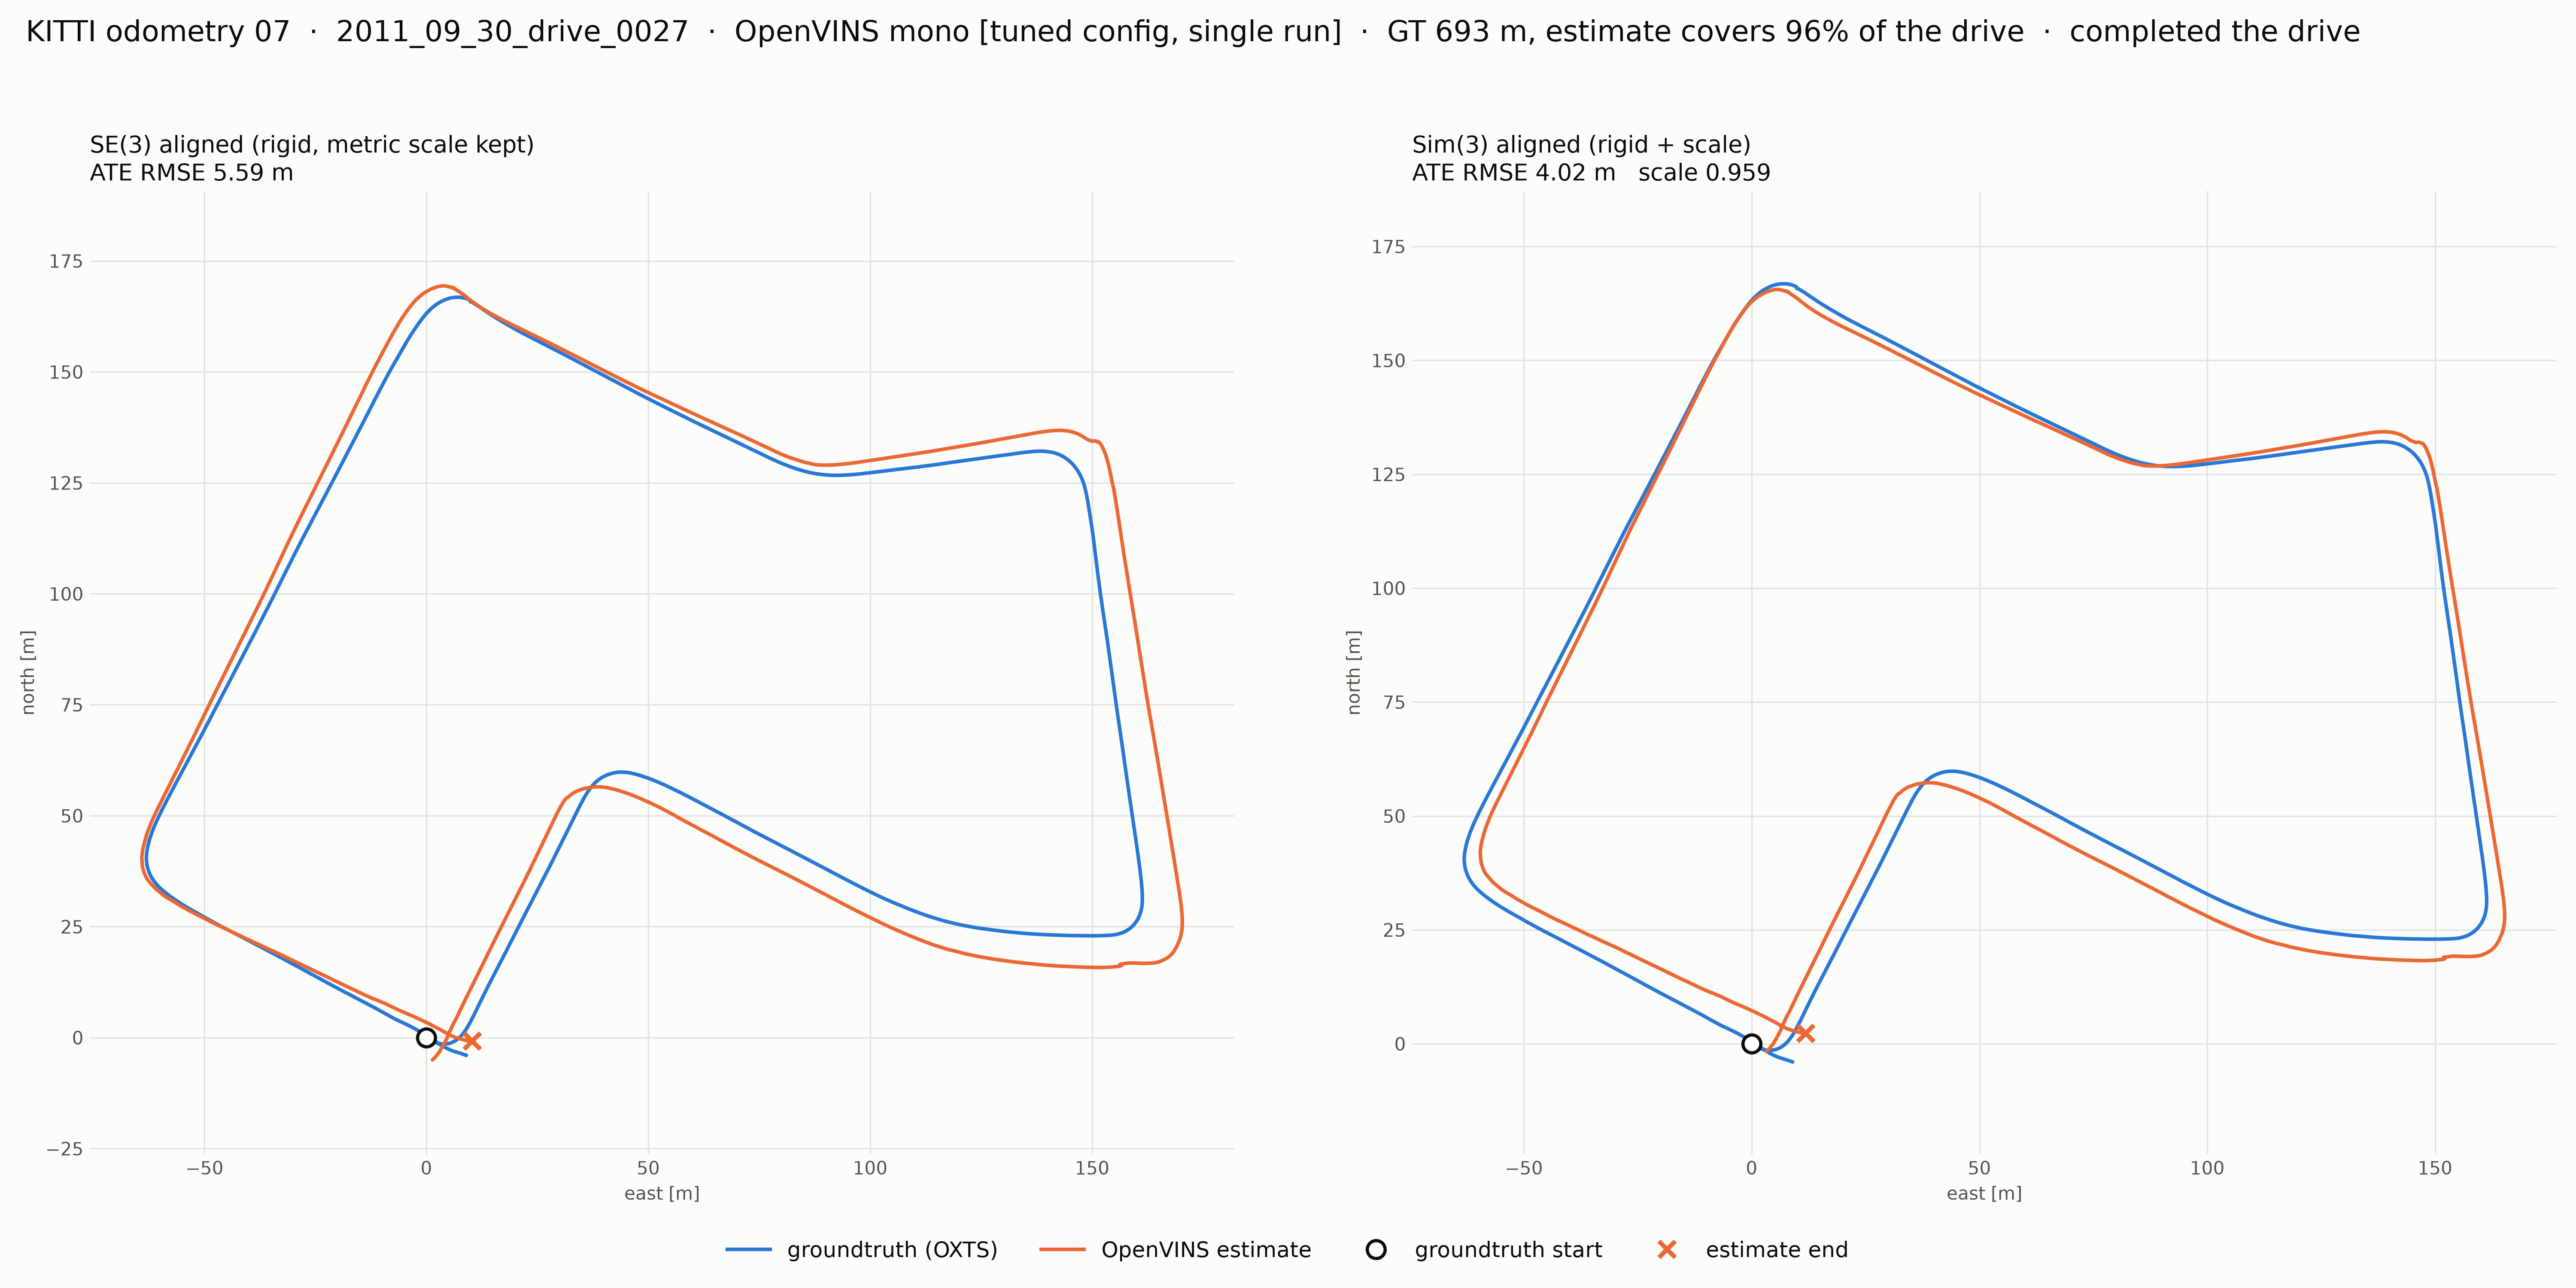 KITTI odometry 07 · 2011_09_30_drive_0027 · OpenVINS mono [tuned config, single run] · GT 693 m, estimate covers 96% of the drive · completed the drive
SE(3) aligned (rigid, metric scale kept)
ATE RMSE 5.59 m
175
150
125
100
75
50
25
0
−25
north [m]
−50
0
50
100
150
east [m]
Sim(3) aligned (rigid + scale)
ATE RMSE 4.02 m scale 0.959
175
150
125
100
75
50
25
0
north [m]
−50
0
50
100
150
east [m]
groundtruth (OXTS)
OpenVINS estimate
groundtruth start
estimate end